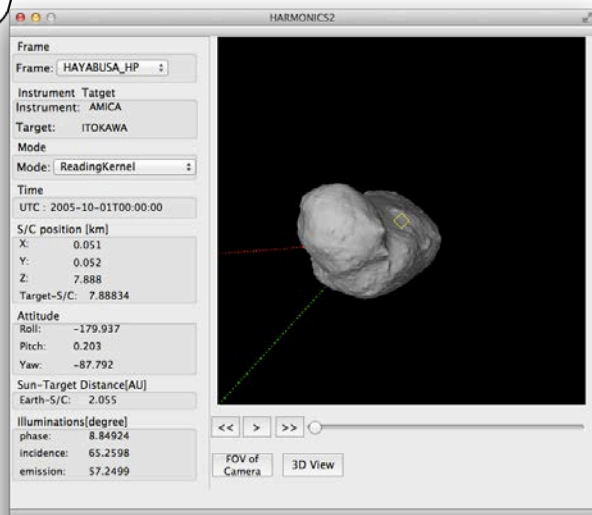 HARMONICS2
Frame
Frame: HAYABUSA_HP
Instrument Tatget
Instrument: AMICA
Target: ITOKAWA
Mode
Mode: ReadingKernel
Time
UTC : 2005-10-01T00:00:00
S/C position [km]
X: 0.051
Y: 0.052
Z: 7.888
Target-S/C: 7.88834
Attitude
Roll: -179.937
Pitch: 0.203
Yaw: -87.792
Sun-Target Distance[AU]
Earth-S/C: 2.055
Illuminations[degree]
phase: 8.84924
incidence: 65.2598
emission: 57.2499
<< > >>
FOV of
Camera
3D View